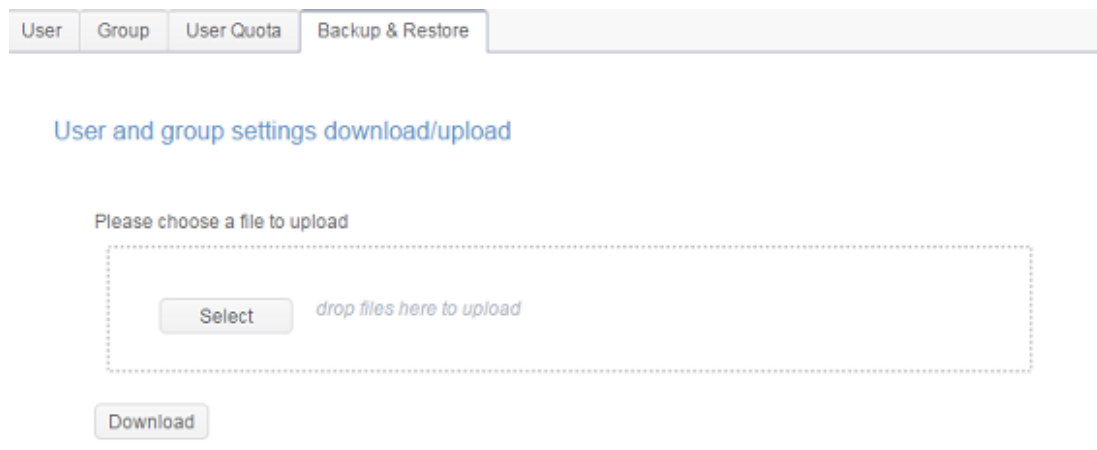 User Group User Quota Backup & Restore
User and group settings download/upload
Please choose a file to upload
Select drop files here to upload
Download